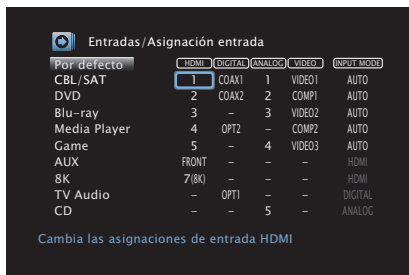 Entradas/Asignación entrada
Por defecto HDMI DIGITAL ANALOG VIDEO INPUT MODE
CBL/SAT 1 COAX1 1 VIDEO1 AUTO
DVD 2 COAX2 2 COMP1 AUTO
Blu-ray 3 – 3 VIDEO2 AUTO
Media Player 4 OPT2 – COMP2 AUTO
Game 5 – 4 VIDEO3 AUTO
AUX FRONT – – – HDMI
8K 7(8K) – – – HDMI
TV Audio – OPT1 – – DIGITAL
CD – – 5 – ANALOG
Cambia las asignaciones de entrada HDMI